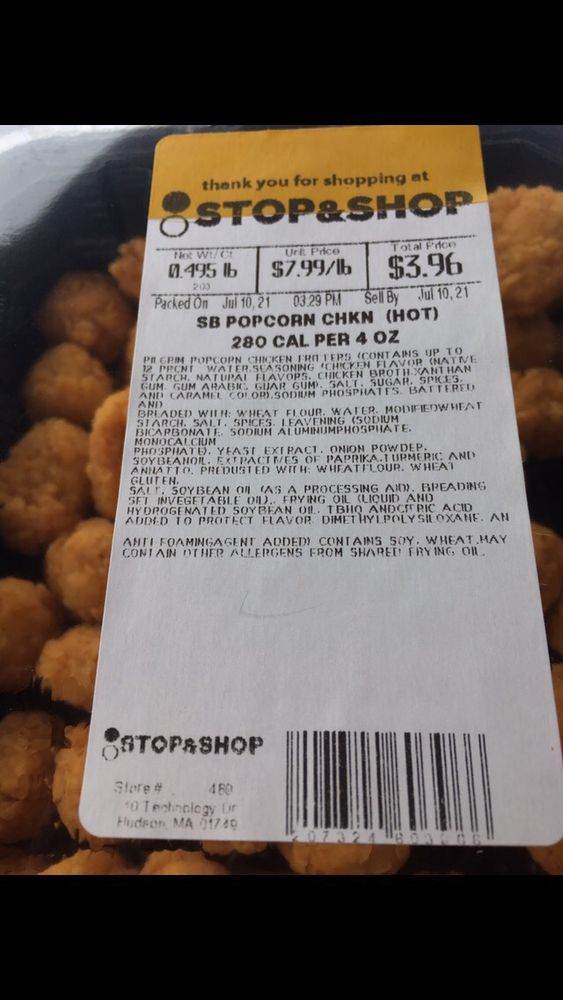 thank you for shopping at
STOP&SHOP
Net Wt/Ct Unit Price Total Price
0.495 lb $7.99/lb $3.96
Packed On Jul 10, 21 03:29 PM Sell By Jul 10, 21
SB POPCORN CHKN (HOT)
280 CAL PER 4 OZ
PILGRIM POPCORN CHICKEN FRITTERS (CONTAINS UP TO
12 PRCNT WATER,SEASONING (CHICKEN FLAVOR (NATIVE
STARCH, NATURAL FLAVORS, CHICKEN BROTH,XANTHAN
GUM, GUM ARABIC, GUAR GUM), SALT, SUGAR, SPICES,
AND CARAMEL COLOR),SODIUM PHOSPHATES. BATTERED
AND
BREADED WITH: WHEAT FLOUR, WATER, MODIFIEDWHEAT
STARCH, SALT, SPICES, LEAVENING (SODIUM
BICARBONATE, SODIUM ALUMINUMPHOSPHATE,
MONOCALCIUM
PHOSPHATE), YEAST EXTRACT, ONION POWDER,
SOYBEANOIL, EXTRACTIVES OF PAPRIKA,TURMERIC AND
ANNATTO. PREDUSTED WITH: WHEATFLOUR, WHEAT
GLUTEN,
SALT, SOYBEAN OIL (AS A PROCESSING AID). BREADING
SET INVEGETABLE OIL). FRYING OIL (LIQUID AND
HYDROGENATED SOYBEAN OIL, TBHQ ANDCITRIC ACID
ADDED TO PROTECT FLAVOR DIMETHYLPOLYSILOXANE, AN
ANTI FOAMINGAGENT ADDED) CONTAINS SOY, WHEAT.MAY
CONTAIN OTHER ALLERGENS FROM SHARED FRYING OIL.
STOP&SHOP
Store # 480
10 Technology Dr
Hudson, MA 01749